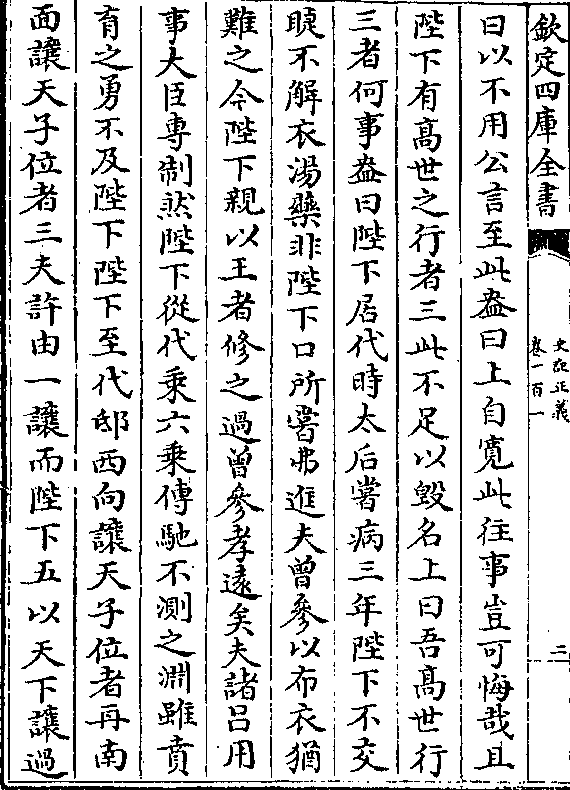 欽定四庫全書
史記正義
卷一百一
三
曰以不用公言至此盎曰上自寛此往事豈可悔哉且
陛下有髙世之行者三此不足以毁名上曰吾髙世行
三者何事盎曰陛下居代時太后嘗病三年陛下不交
睫不解衣湯藥非陛下口所嘗弗進夫曾參以布衣猶
難之今陛下親以王者修之過曾參孝遠矣夫諸吕用
事大臣專制然陛下從代乘六乘傳馳不測之淵雖賁
育之勇不及陛下陛下至代邸西向讓天子位者再南
面讓天子位者三夫許由一讓而陛下五以天下讓過